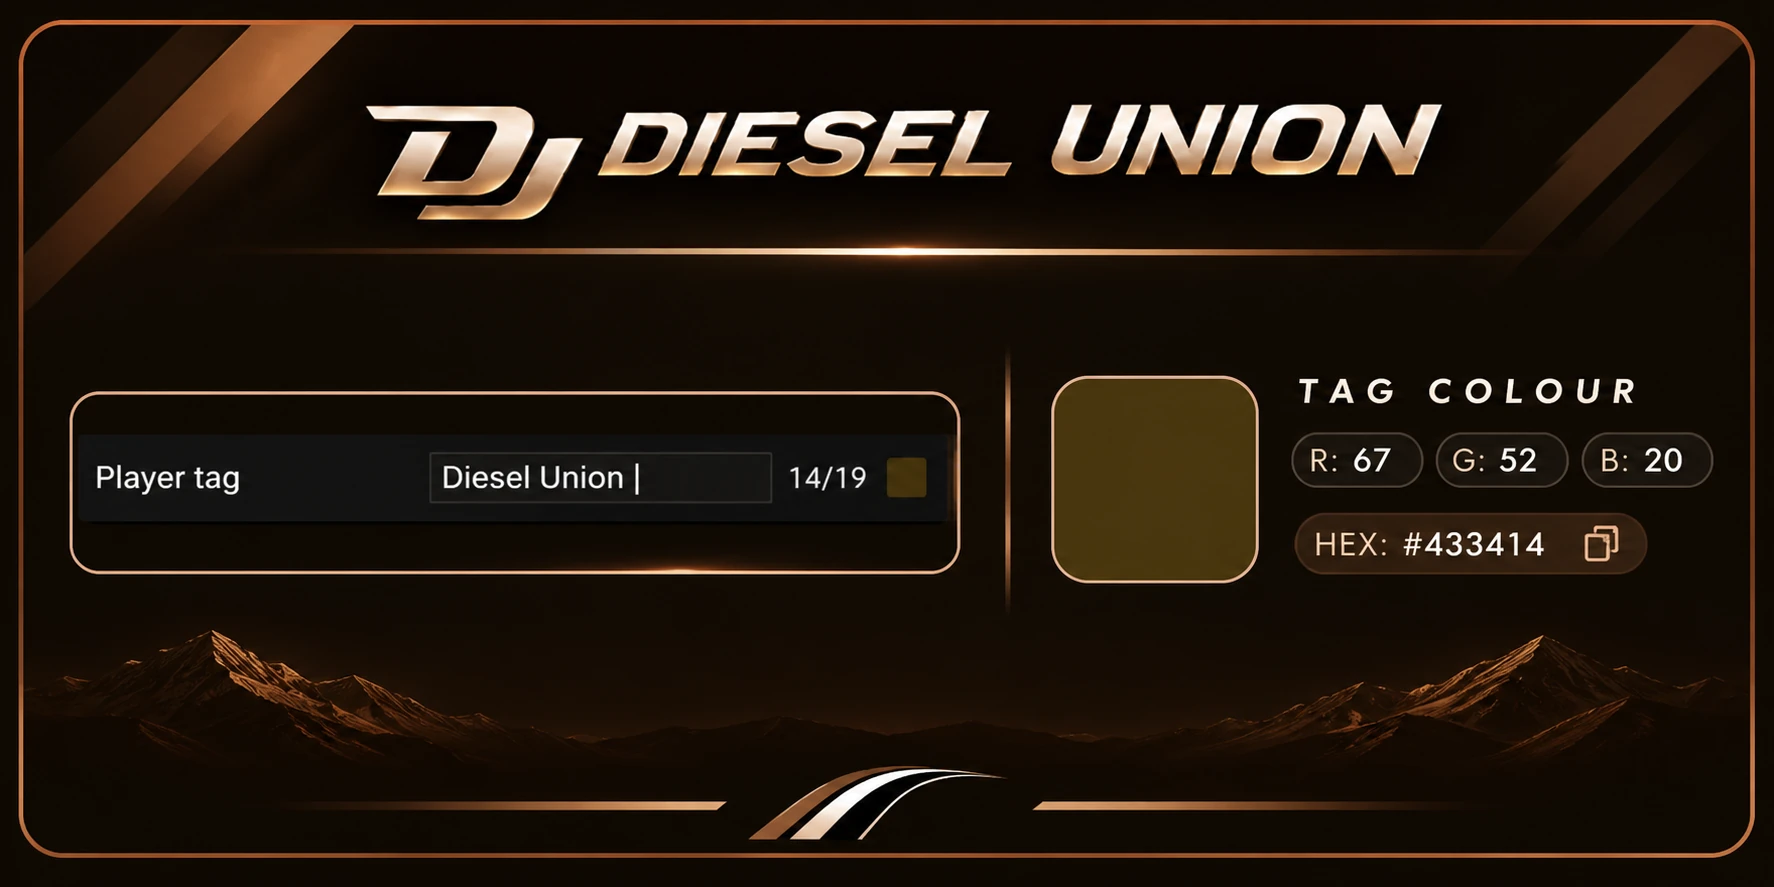 DJ DIESEL UNION
Player tag Diesel Union | 14/19
TAG COLOUR
R: 67 G: 52 B: 20
HEX: #433414